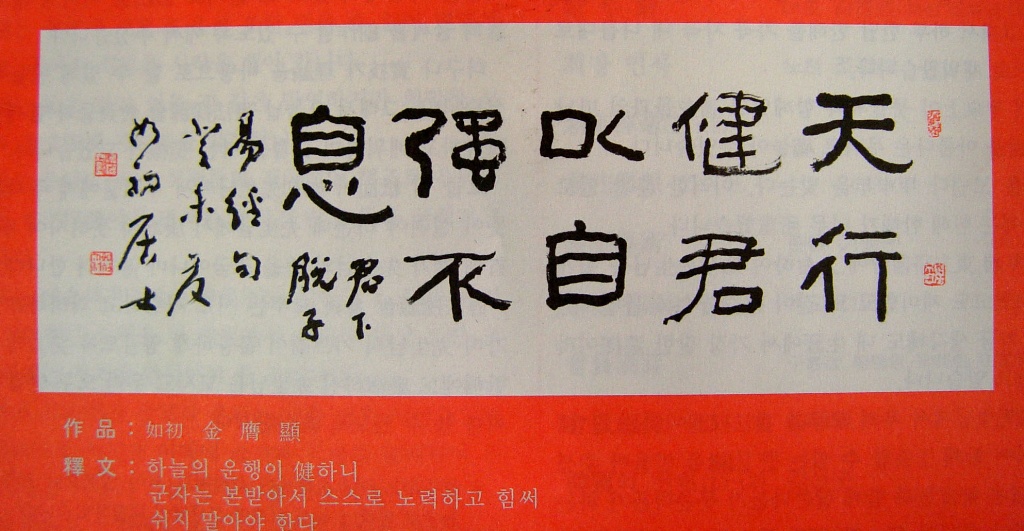 天行
健君
以自
强不
息
君下
脫子
易經句
癸未夏
如初居士
作 品 : 如初 金 膺 顯
釋 文 : 하늘의 운행이 健하니
군자는 본받아서 스스로 노력하고 힘써
쉬지 말아야 한다